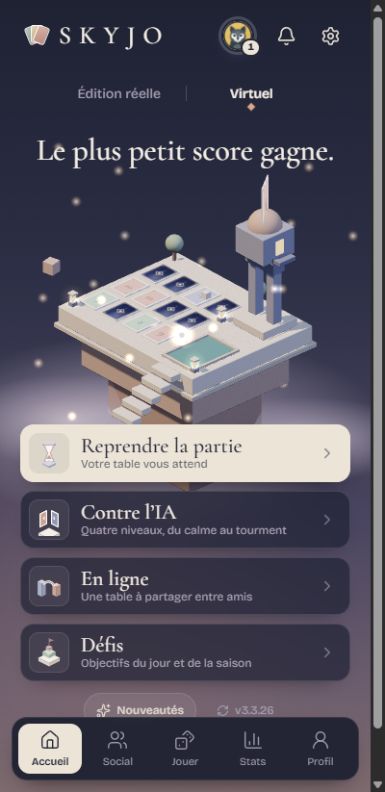 SKYJO
1
Édition réelle
Virtuel
Le plus petit score gagne.
Reprendre la partie
Votre table vous attend
Contre l'IA
Quatre niveaux, du calme au tourment
En ligne
Une table à partager entre amis
Défis
Objectifs du jour et de la saison
Nouveautés
v3.3.26
Accueil
Social
Jouer
Stats
Profil